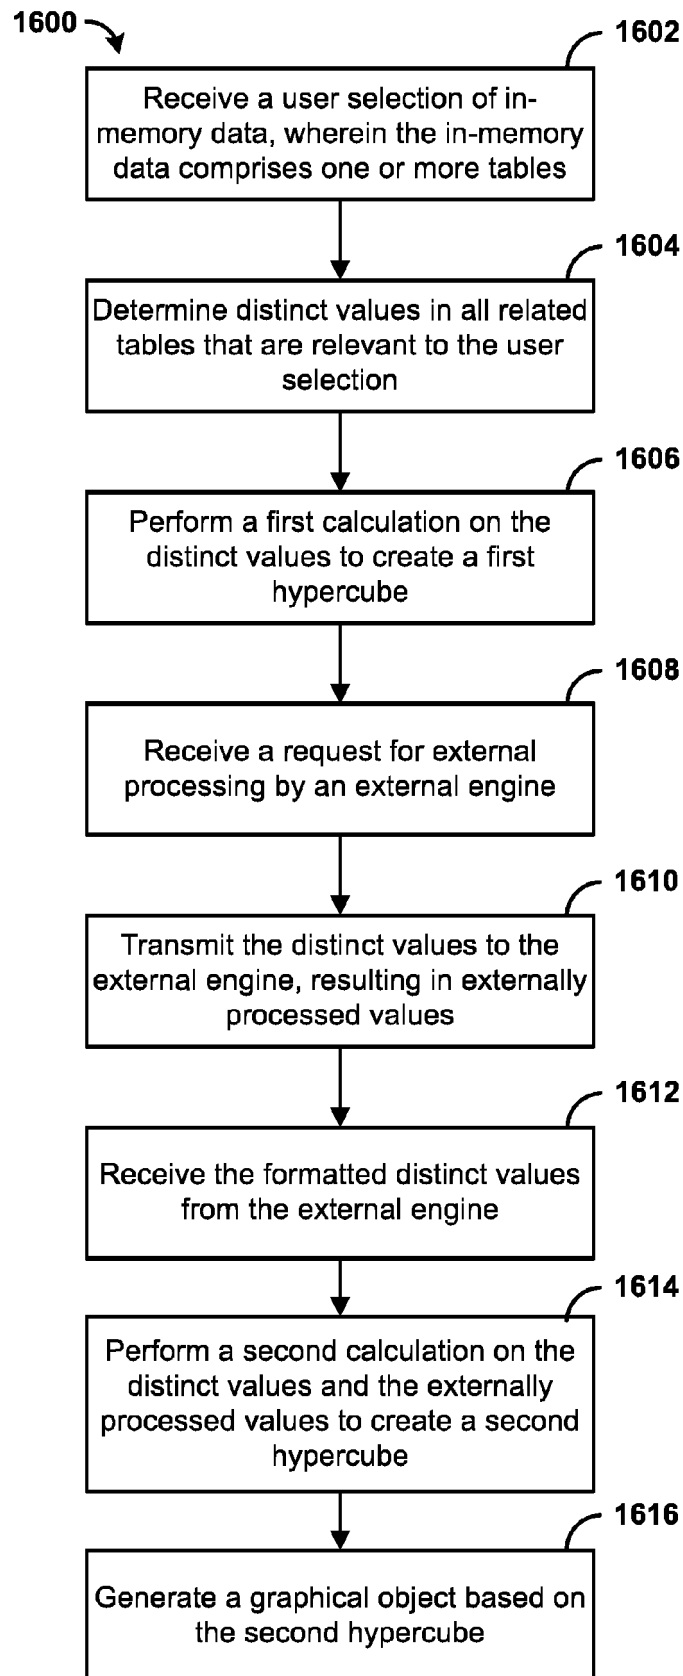 1600
1602
Receive a user selection of in-
memory data, wherein the in-memory
data comprises one or more tables
1604
Determine distinct values in all related
tables that are relevant to the user
selection
1606
Perform a first calculation on the
distinct values to create a first
hypercube
1608
Receive a request for external
processing by an external engine
1610
Transmit the distinct values to the
external engine, resulting in externally
processed values
1612
Receive the formatted distinct values
from the external engine
1614
Perform a second calculation on the
distinct values and the externally
processed values to create a second
hypercube
1616
Generate a graphical object based on
the second hypercube